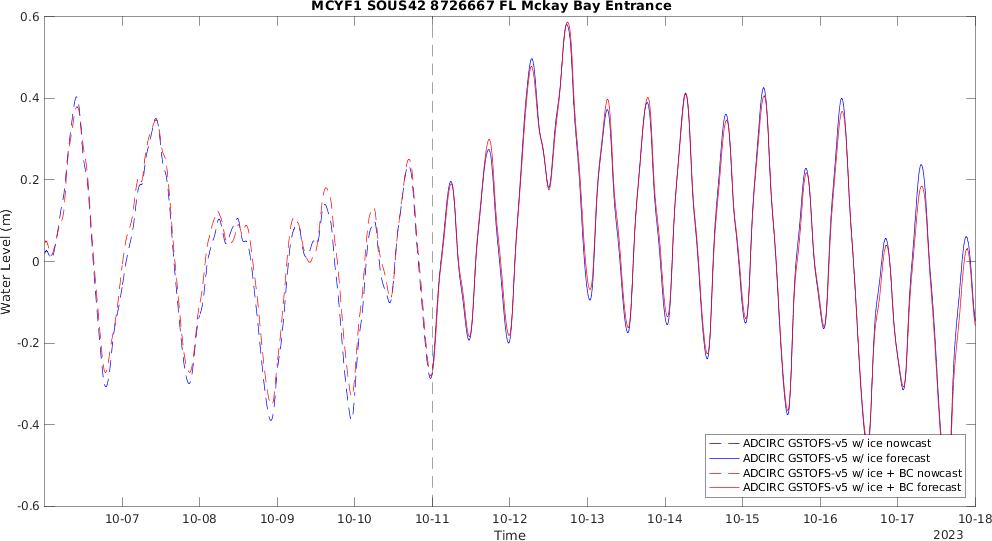 MCYF1 SOUS42 8726667 FL Mckay Bay Entrance
0.6
0.4
0.2
0
-0.2
-0.4
-0.6
Water Level (m)
ADCIRC GSTOFS-v5 w/ ice nowcast
ADCIRC GSTOFS-v5 w/ ice forecast
ADCIRC GSTOFS-v5 w/ ice + BC nowcast
ADCIRC GSTOFS-v5 w/ ice + BC forecast
10-07 10-08 10-09 10-10 10-11 10-12 10-13 10-14 10-15 10-16 10-17 10-18
Time
2023